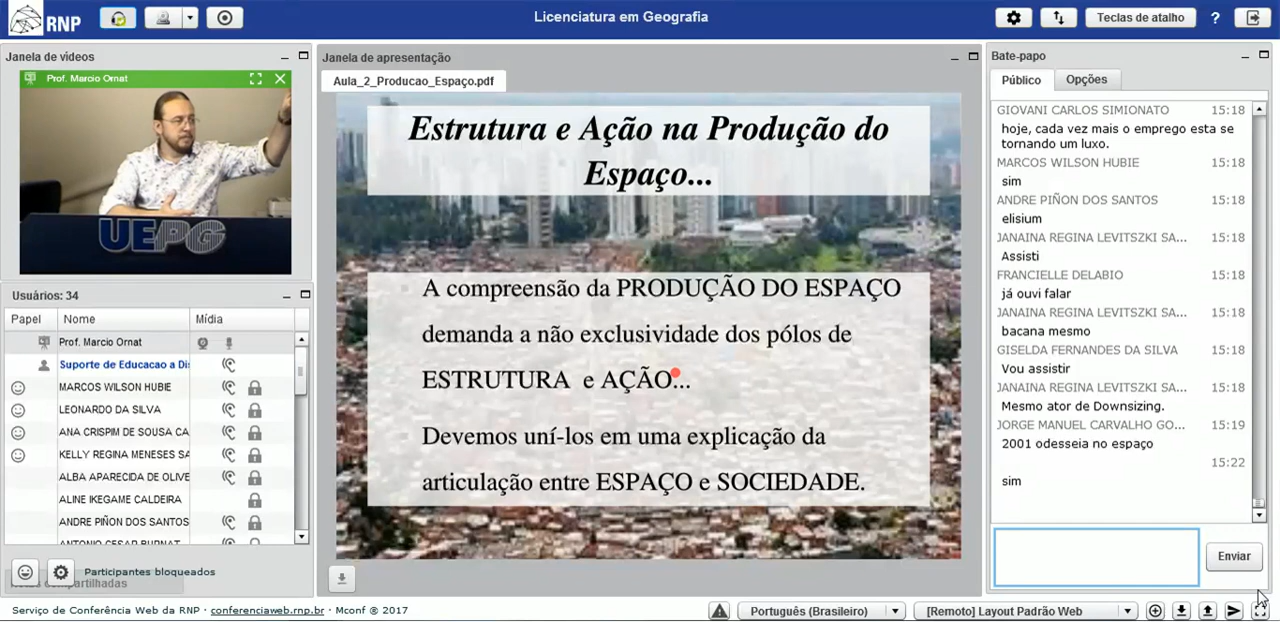 RNP
Licenciatura em Geografia
Teclas de atalho
?
Janela de vídeos
Prof. Marcio Ornat
UEPG
Usuários: 34
Papel Nome Mídia
Prof. Marcio Ornat
Suporte de Educacao a Di
MARCOS WILSON HUBIE
LEONARDO DA SILVA
ANA CRISPIM DE SOUSA CA
KELLY REGINA MENESES SA
ALBA APARECIDA DE OLIVE
ALINE IKEGAME CALDEIRA
ANDRE PIÑON DOS SANTOS
ANTONIO CESAR BURNAT
Participantes bloqueados
Janela de apresentação
Aula_2_Producao_Espaço.pdf
Estrutura e Ação na Produção do
Espaço...
A compreensão da PRODUÇÃO DO ESPAÇO
demanda a não exclusividade dos pólos de
ESTRUTURA e AÇÃO...
Devemos uní-los em uma explicação da
articulação entre ESPAÇO e SOCIEDADE.
Bate-papo
Público Opções
GIOVANI CARLOS SIMIONATO 15:18
hoje, cada vez mais o emprego esta se
tornando um luxo.
MARCOS WILSON HUBIE 15:18
sim
ANDRE PIÑON DOS SANTOS 15:18
elisium
JANAINA REGINA LEVITSZKI SA... 15:18
Assisti
FRANCIELLE DELABIO 15:18
já ouvi falar
JANAINA REGINA LEVITSZKI SA... 15:18
bacana mesmo
GISELDA FERNANDES DA SILVA 15:18
Vou assistir
JANAINA REGINA LEVITSZKI SA... 15:18
Mesmo ator de Downsizing.
JORGE MANUEL CARVALHO GO... 15:19
2001 odesseia no espaço
15:22
sim
Enviar
Serviço de Conferência Web da RNP · conferenciaweb.rnp.br · Mconf ® 2017
Português (Brasileiro)
[Remoto] Layout Padrão Web